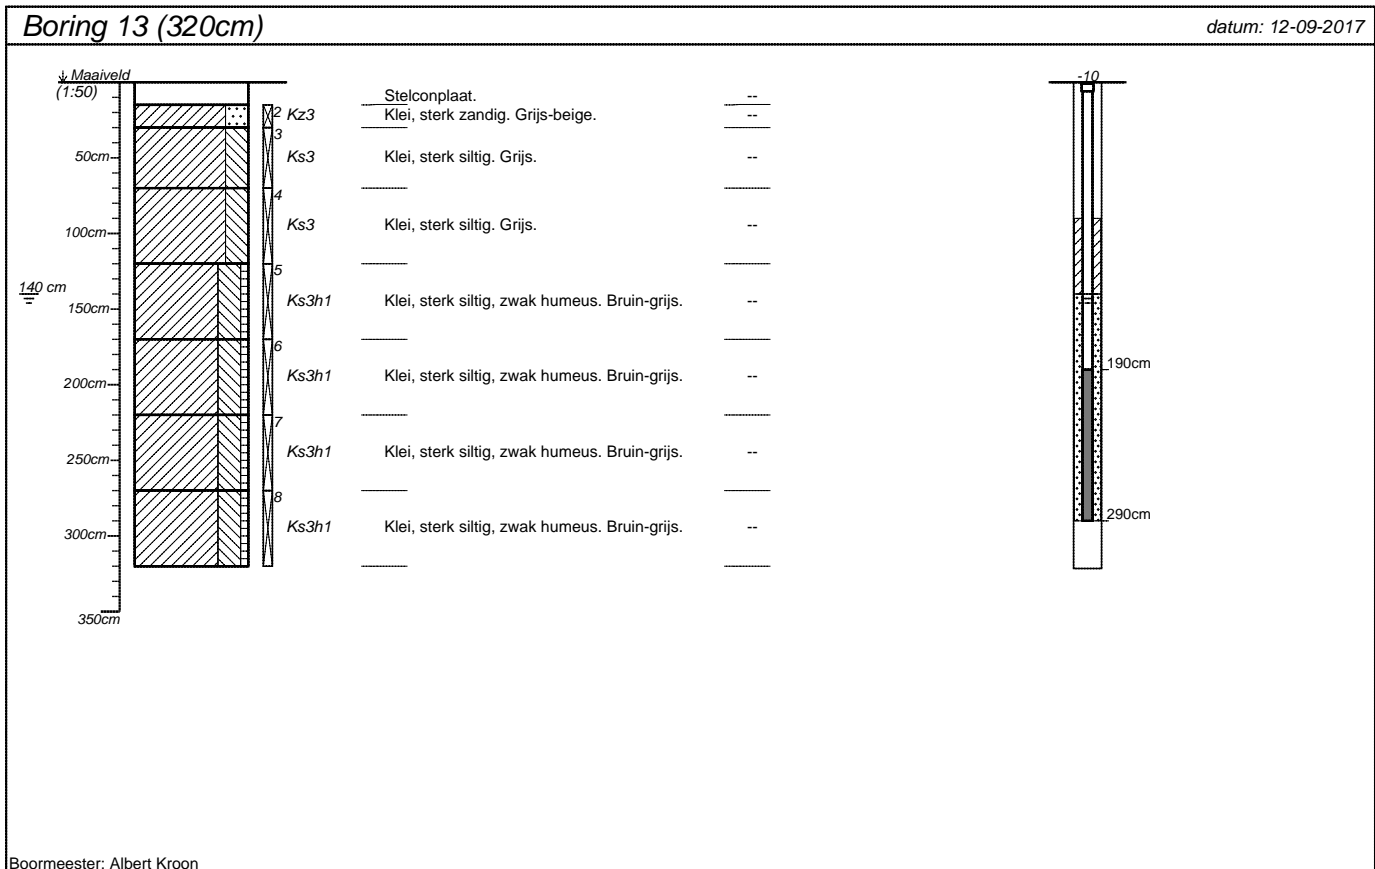 Boring 13 (320cm) datum: 12-09-2017
Maaiveld -10
(1:50) Stelconplaat. --
2 Kz3 Klei, sterk zandig. Grijs-beige. --
3
50cm Ks3 Klei, sterk siltig. Grijs. --
4
100cm Ks3 Klei, sterk siltig. Grijs. --
5
140 cm
150cm Ks3h1 Klei, sterk siltig, zwak humeus. Bruin-grijs. --
6
190cm
200cm Ks3h1 Klei, sterk siltig, zwak humeus. Bruin-grijs. --
7
250cm Ks3h1 Klei, sterk siltig, zwak humeus. Bruin-grijs. --
8
290cm
300cm Ks3h1 Klei, sterk siltig, zwak humeus. Bruin-grijs. --
350cm
Boormeester: Albert Kroon